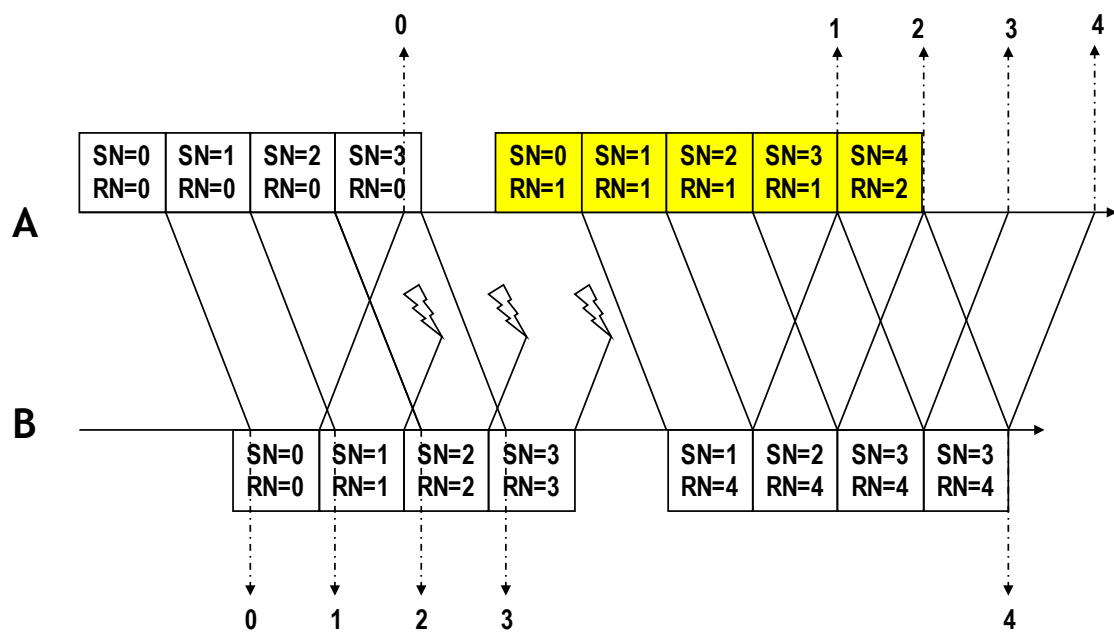 0
1
2
3
4
SN=0
RN=0
SN=1
RN=0
SN=2
RN=0
SN=3
RN=0
SN=0
RN=1
SN=1
RN=1
SN=2
RN=1
SN=3
RN=1
SN=4
RN=2
A
B
SN=0
RN=0
SN=1
RN=1
SN=2
RN=2
SN=3
RN=3
SN=1
RN=4
SN=2
RN=4
SN=3
RN=4
SN=3
RN=4
0
1
2
3
4